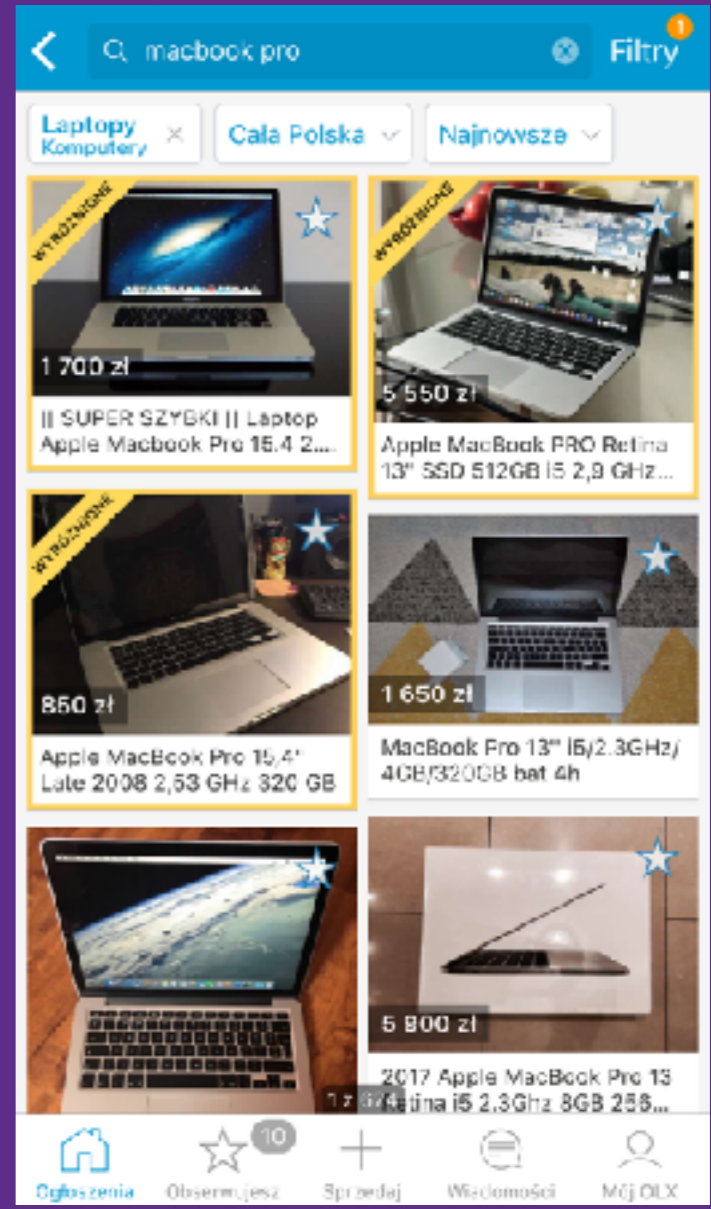 macbook pro
Filtry
1
Laptopy
Komputery
Cała Polska
Najnowsze
WYRÓŻNIONE
1 700 zł
|| SUPER SZYBKI || Laptop
Apple Macbook Pro 15.4 2....
WYRÓŻNIONE
5 550 zł
Apple MacBook PRO Retina
13" SSD 512GB i5 2,9 GHz...
WYRÓŻNIONE
850 zł
Apple MacBook Pro 15,4"
Late 2008 2,53 GHz 320 GB
1 650 zł
MacBook Pro 13" i5/2.3GHz/
4GB/320GB bat 4h
5 800 zł
2017 Apple MacBook Pro 13
Retina i5 2.3Ghz 8GB 256...
1 z 624
10
Ogłoszenia
Obserwujesz
Sprzedaj
Wiadomości
Mój OLX